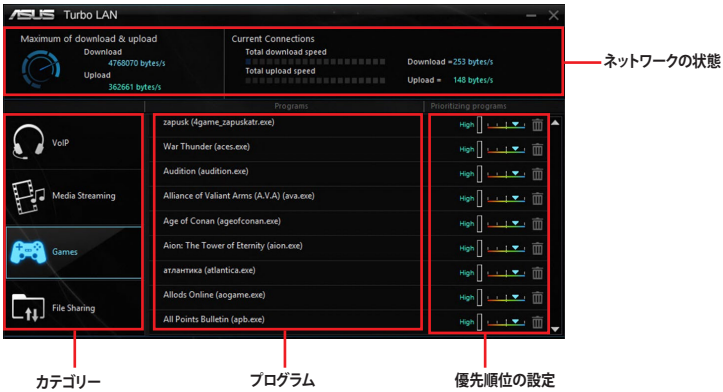 ASUS Turbo LAN
Maximum of download & upload
Download
4768070 bytes/s
Upload
362661 bytes/s
Current Connections
Total download speed
Download =253 bytes/s
Total upload speed
Upload = 148 bytes/s
ネットワークの状態
Programs
Prioritizing programs
VoIP
Media Streaming
Games
File Sharing
zapusk (4game_zapuskatr.exe)
High
War Thunder (aces.exe)
High
Audition (audition.exe)
High
Alliance of Valiant Arms (A.V.A) (ava.exe)
High
Age of Conan (ageofconan.exe)
High
Aion: The Tower of Eternity (aion.exe)
High
атлантика (atlantica.exe)
High
Allods Online (aogame.exe)
High
All Points Bulletin (apb.exe)
High
カテゴリー
プログラム
優先順位の設定